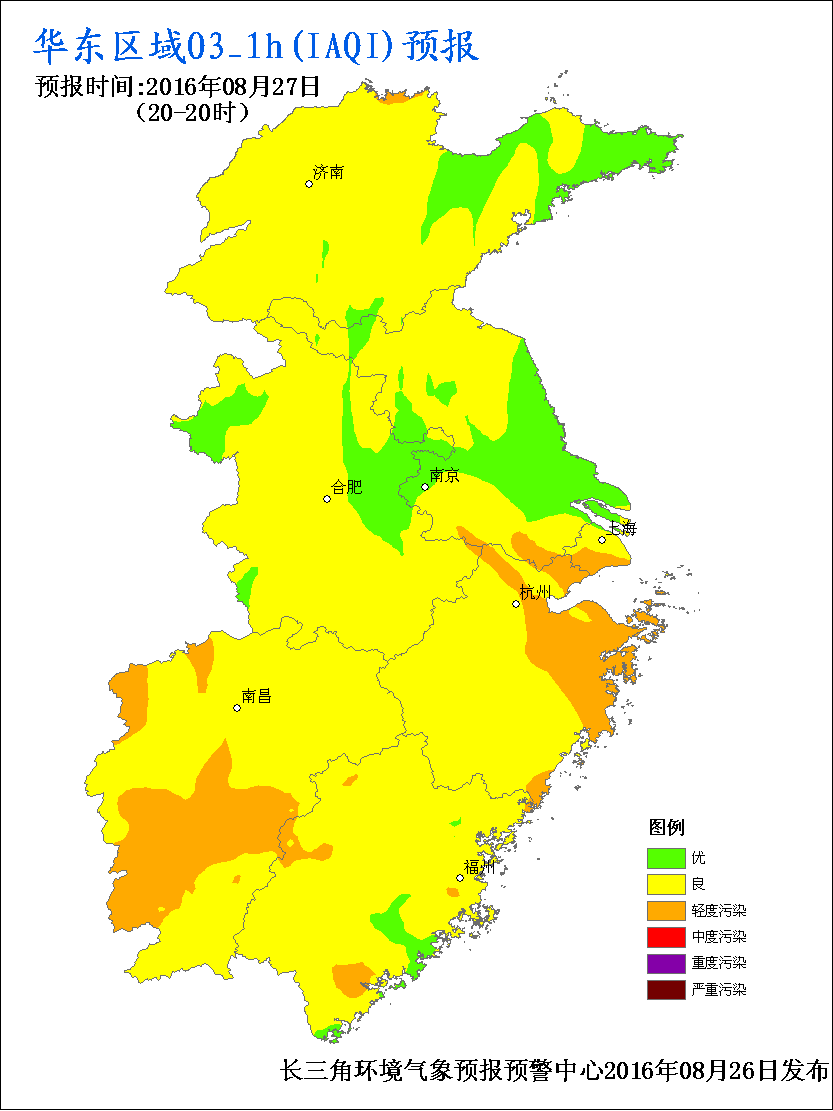 华东区域O3_1h(IAQI)预报
预报时间:2016年08月27日
（20-20时）
济南
南京
合肥
上海
杭州
南昌
福州
图例
优
良
轻度污染
中度污染
重度污染
严重污染
长三角环境气象预报预警中心2016年08月26日发布